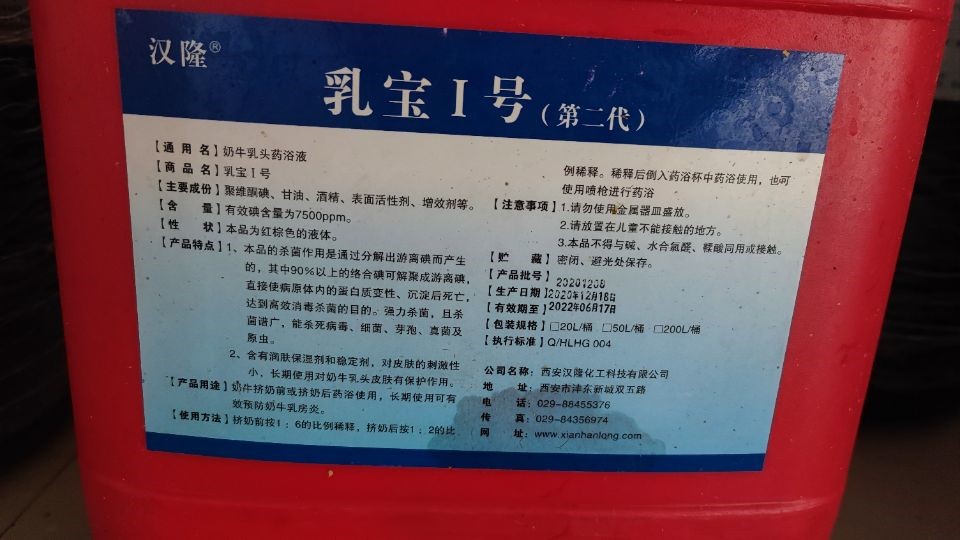 汉隆®
乳宝Ⅰ号(第二代)
【通用名】奶牛乳头药浴液
【商品名】乳宝Ⅰ号
【主要成份】聚维酮碘、甘油、酒精、表面活性剂、增效剂等。
【含量】有效碘含量为7500ppm。
【性状】本品为红棕色的液体。
【产品特点】1、本品的杀菌作用是通过分解出游离碘而产生
的，其中90%以上的络合碘可解聚成游离碘，
直接使病原体内的蛋白质变性、沉淀后死亡，
达到高效消毒杀菌的目的。强力杀菌，且杀
菌谱广，能杀死病毒、细菌、芽孢、真菌及
原虫。
2、含有润肤保湿剂和稳定剂，对皮肤的刺激性
小，长期使用对奶牛乳头皮肤有保护作用。
【产品用途】奶牛挤奶前或挤奶后药浴使用，长期使用可有
效预防奶牛乳房炎。
【使用方法】挤奶前按1：6的比例稀释，挤奶后按1：2的比
例稀释。稀释后倒入药浴杯中药浴使用，也可
使用喷枪进行药浴
【注意事项】1.请勿使用金属器皿盛放。
2.请放置在儿童不能接触的地方。
3.本品不得与碱、水合氯醛、鞣酸同用或接触。
【贮藏】密闭、避光处保存。
【产品批号】20201208
【生产日期】2020年12月18日
【有效期至】2022年06月17日
【包装规格】□20L/桶 □50L/桶 □200L/桶
【执行标准】Q/HLHG 004
公司名称：西安汉隆化工科技有限公司
地址：西安市沣东新城双五路
电话：029-88455376
传真：029-84356974
网址：www.xianhanlong.com